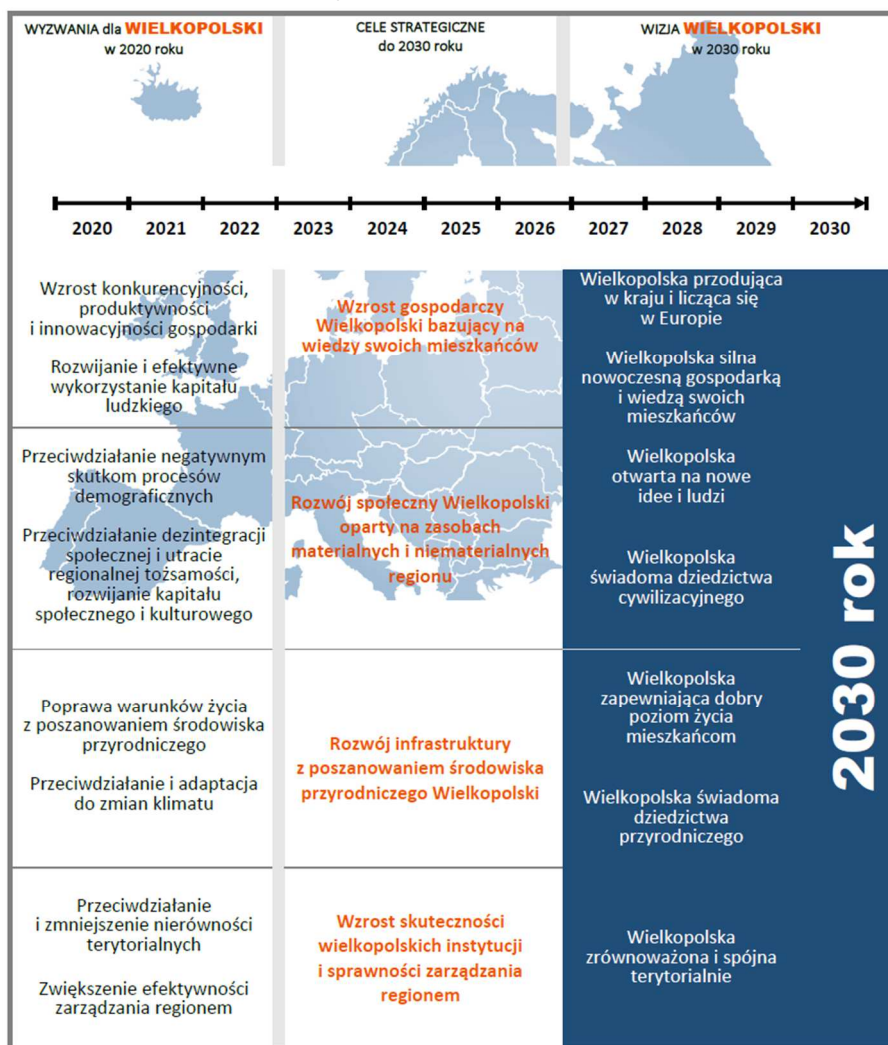 WYZWANIA dla WIELKOPOLSKI
w 2020 roku
CELE STRATEGICZNE
do 2030 roku
WIZJA WIELKOPOLSKI
w 2030 roku
2020 2021 2022 2023 2024 2025 2026 2027 2028 2029 2030
Wzrost konkurencyjności,
produktywności
i innowacyjności gospodarki
Rozwijanie i efektywne
wykorzystanie kapitału
ludzkiego
Wzrost gospodarczy
Wielkopolski bazujący na
wiedzy swoich mieszkańców
Wielkopolska przodująca
w kraju i licząca się
w Europie
Wielkopolska silna
nowoczesną gospodarką
i wiedzą swoich
mieszkańców
Przeciwdziałanie negatywnym
skutkom procesów
demograficznych
Przeciwdziałanie dezintegracji
społecznej i utracie
regionalnej tożsamości,
rozwijanie kapitału
społecznego i kulturowego
Rozwój społeczny Wielkopolski
oparty na zasobach
materialnych i niematerialnych
regionu
Wielkopolska
otwarta na nowe
idee i ludzi
Wielkopolska
świadoma dziedzictwa
cywilizacyjnego
Poprawa warunków życia
z poszanowaniem środowiska
przyrodniczego
Przeciwdziałanie i adaptacja
do zmian klimatu
Rozwój infrastruktury
z poszanowaniem środowiska
przyrodniczego Wielkopolski
Wielkopolska
zapewniająca dobry
poziom życia
mieszkańcom
Wielkopolska świadoma
dziedzictwa
przyrodniczego
Przeciwdziałanie
i zmniejszenie nierówności
terytorialnych
Zwiększenie efektywności
zarządzania regionem
Wzrost skuteczności
wielkopolskich instytucji
i sprawności zarządzania
regionem
Wielkopolska
zrównoważona i spójna
terytorialnie
2030 rok